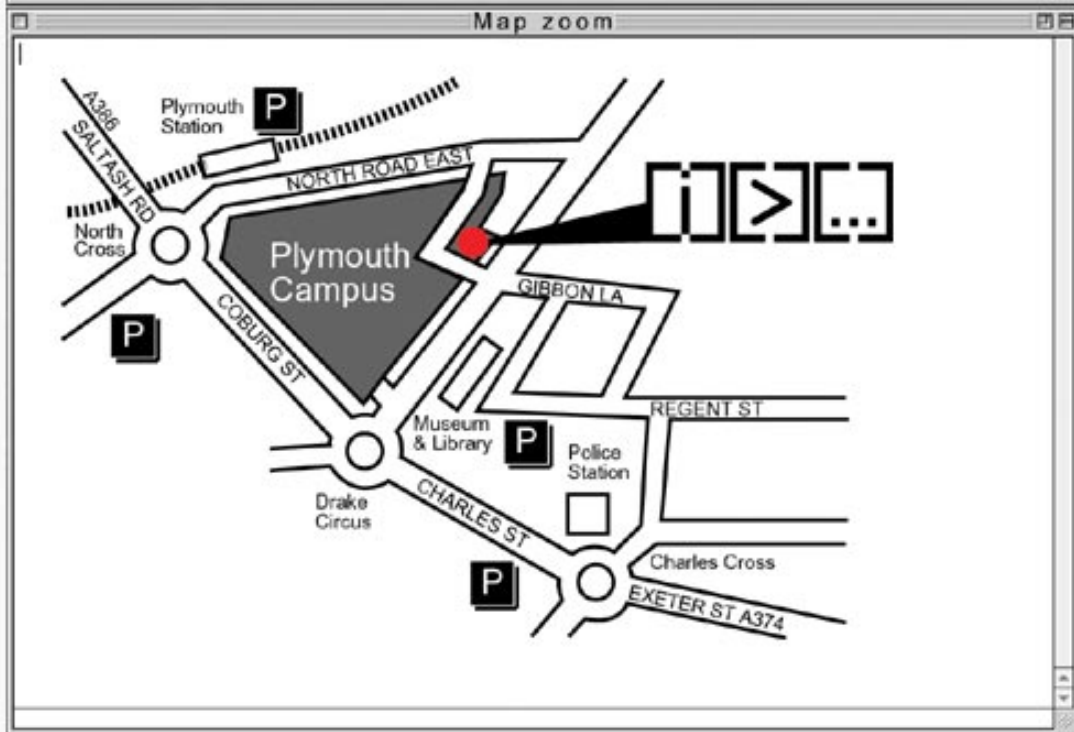 Map zoom
A386
SALTASH RD
Plymouth
Station
P
NORTH ROAD EAST
[i][>][...]
North
Cross
Plymouth
Campus
GIBBON LA
P
COBURG ST
REGENT ST
Museum
& Library
P
Police
Station
Drake
Circus
CHARLES ST
P
Charles Cross
EXETER ST A374